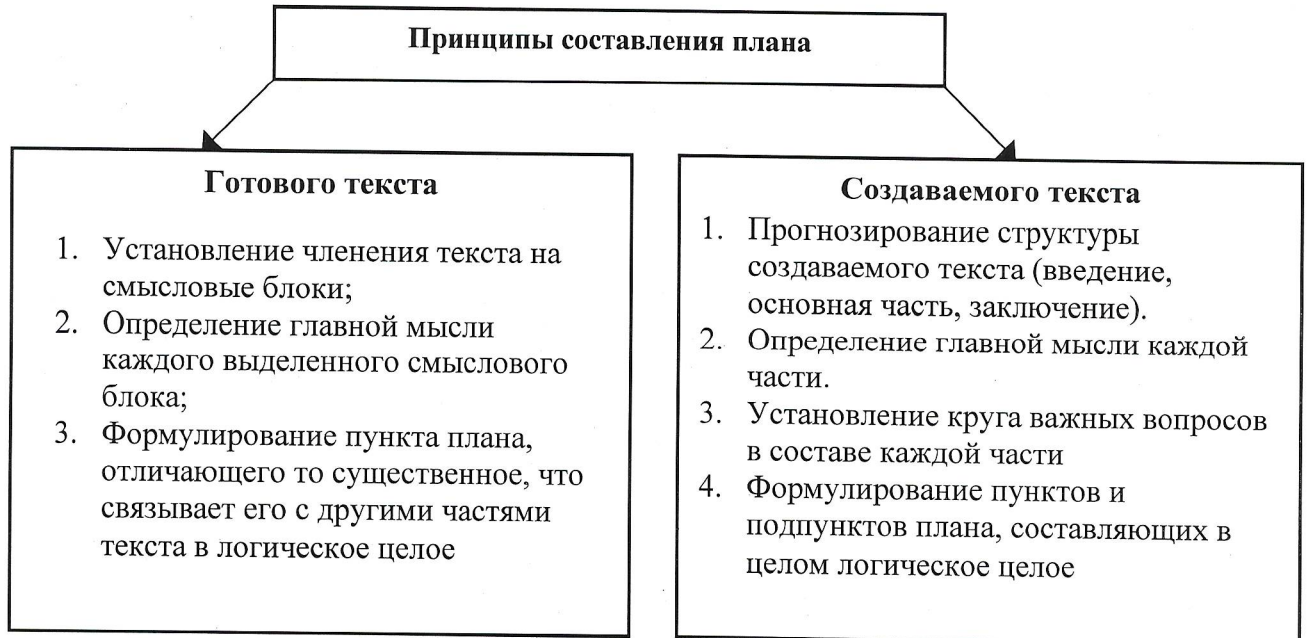 Принципы составления плана
Готового текста
1. Установление членения текста на
смысловые блоки;
2. Определение главной мысли
каждого выделенного смыслового
блока;
3. Формулирование пункта плана,
отличающего то существенное, что
связывает его с другими частями
текста в логическое целое
Создаваемого текста
1. Прогнозирование структуры
создаваемого текста (введение,
основная часть, заключение).
2. Определение главной мысли каждой
части.
3. Установление круга важных вопросов
в составе каждой части
4. Формулирование пунктов и
подпунктов плана, составляющих в
целом логическое целое